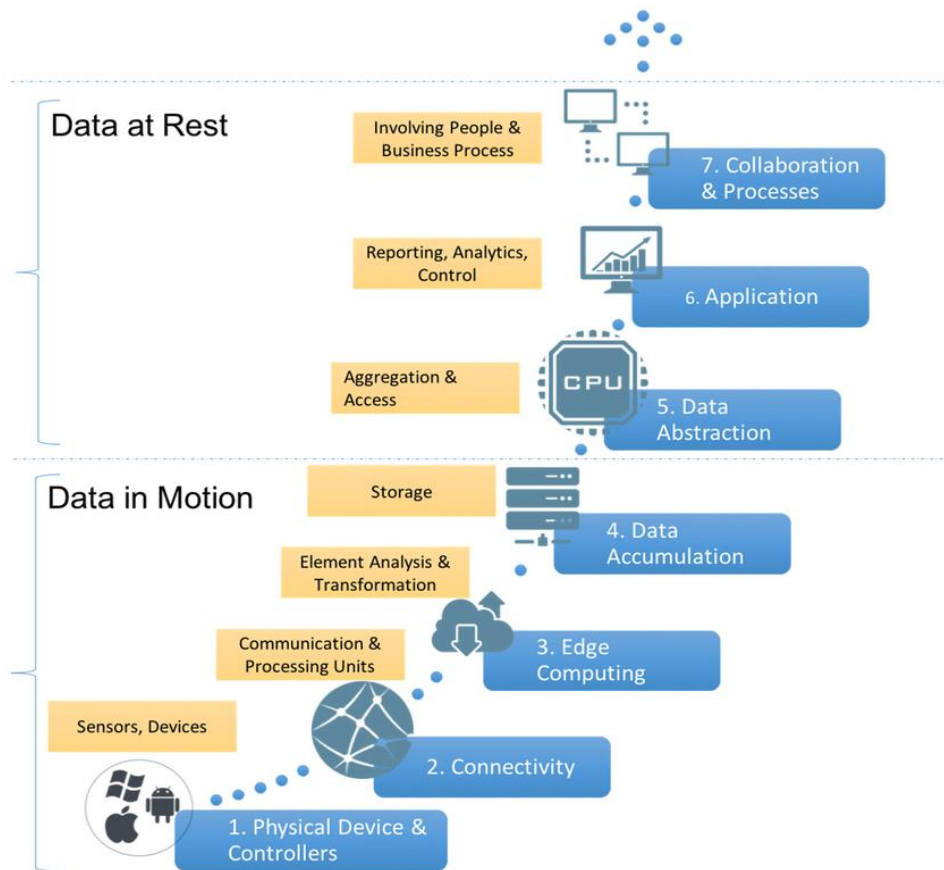 Data at Rest
Involving People &
Business Process
7. Collaboration
& Processes
Reporting, Analytics,
Control
6. Application
Aggregation &
Access
CPU
5. Data
Abstraction
Data in Motion
Storage
4. Data
Accumulation
Element Analysis &
Transformation
3. Edge
Computing
Communication &
Processing Units
2. Connectivity
Sensors, Devices
1. Physical Device &
Controllers